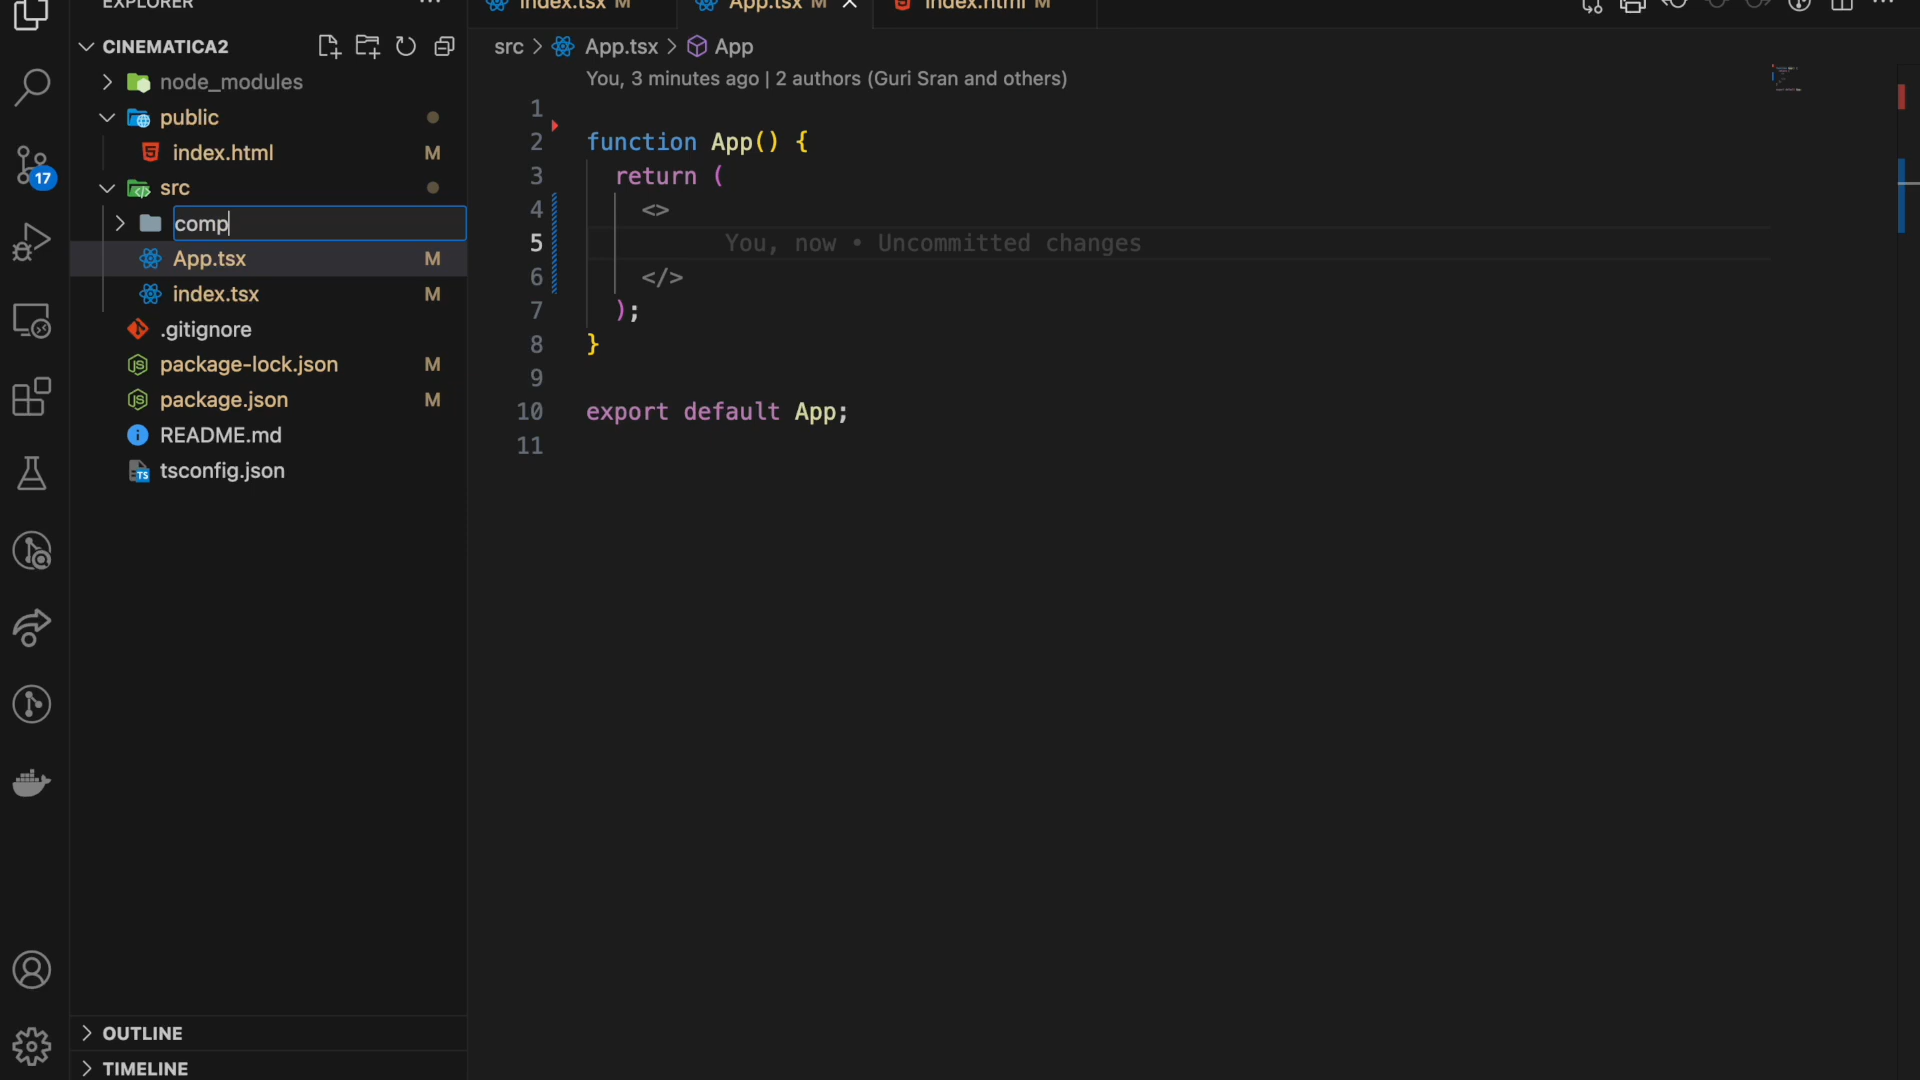 EXPLORER
index.tsx M
App.tsx M
index.html M
CINEMATICA2
src > App.tsx > App
node_modules
You, 3 minutes ago | 2 authors (Guri Sran and others)
public
index.html M
src
comp
App.tsx M
index.tsx M
.gitignore
package-lock.json M
package.json M
README.md
tsconfig.json
17
1
2 function App() {
3 return (
4 <>
5 You, now • Uncommitted changes
6 </>
7 );
8 }
9
10 export default App;
11
OUTLINE
TIMELINE